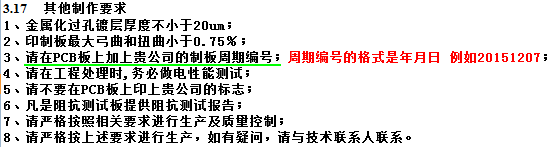 3.17 其他制作要求
1、金属化过孔镀层厚度不小于20um；
2、印制板最大弓曲和扭曲小于0.75%；
3、请在PCB板上加上贵公司的制板周期编号；周期编号的格式是年月日 例如20151207；
4、请在工程处理时,务必做电性能测试；
5、请不要在PCB板上印上贵公司的标志；
6、凡是阻抗测试板提供阻抗测试报告；
7、请严格按照相关要求进行生产及质量控制；
8、请严格按上述要求进行生产，如有疑问，请与技术联系人联系。